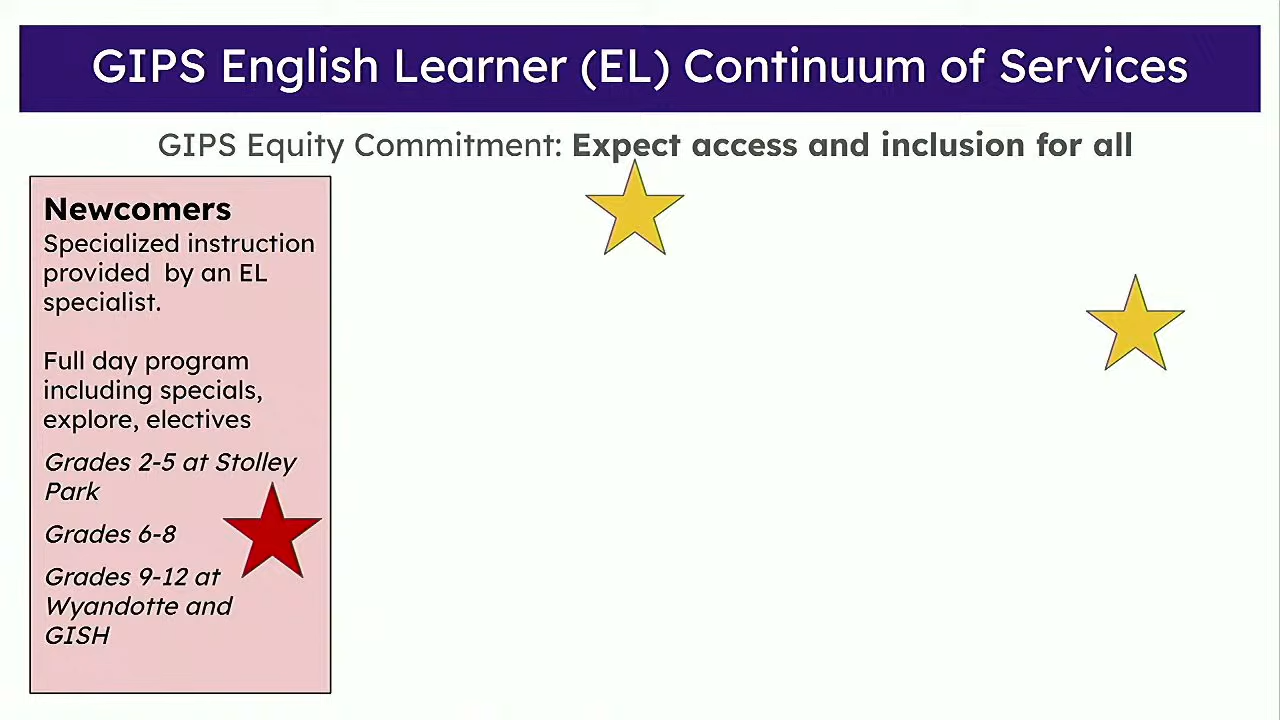 GIPS English Learner (EL) Continuum of Services
GIPS Equity Commitment: Expect access and inclusion for all
Newcomers
Specialized instruction
provided  by an EL
specialist.
Full day program
including specials,
explore, electives
Grades 2-5 at Stolley
Park
Grades 6-8
Grades 9-12 at
Wyandotte and
GISH